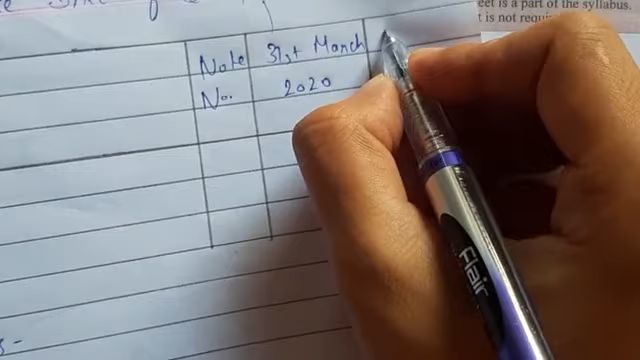 eet is a part of the syllabus.
t is not requi
Note 31st March
No. 2020
Flair